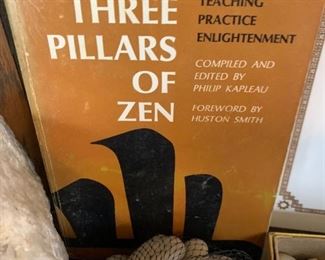 THREE
PILLARS
OF
ZEN
TEACHING
PRACTICE
ENLIGHTENMENT
COMPILED AND
EDITED BY
PHILIP KAPLEAU
FOREWORD BY
HUSTON SMITH